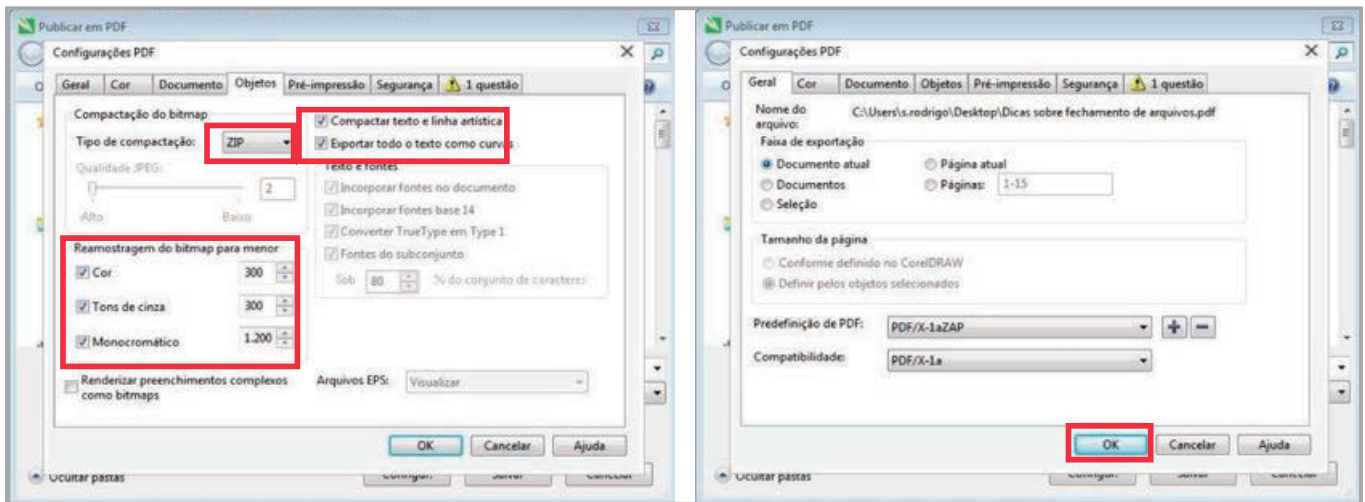 Publicar em PDF
Configurações PDF
Geral Cor Documento Objetos Pré-impressão Segurança 1 questão
Compactação do bitmap
Tipo de compactação: ZIP
Qualidade JPEG:
2
Alto Baixo
Reamostragem do bitmap para menor
Cor 300
Tons de cinza 300
Monocromático 1.200
Renderizar preenchimentos complexos
como bitmaps
Compactar texto e linha artística
Exportar todo o texto como curvas
Texto e fontes
Incorporar fontes no documento
Incorporar fontes base 14
Converter TrueType em Type 1
Fontes do subconjunto
Sob 80 % do conjunto de caracteres
Arquivos EPS: Visualizar
OK Cancelar Ajuda
Ocultar pastas Configur. Salvar Cancelar
Publicar em PDF
Configurações PDF
Geral Cor Documento Objetos Pré-impressão Segurança 1 questão
Nome do C:\Users\s.rodrigo\Desktop\Dicas sobre fechamento de arquivos.pdf
arquivo:
Faixa de exportação
Documento atual Página atual
Documentos Páginas: 1-15
Seleção
Tamanho da página
Conforme definido no CorelDRAW
Definir pelos objetos selecionados
Predefinição de PDF: PDF/X-1aZAP
Compatibilidade: PDF/X-1a
OK Cancelar Ajuda
Ocultar pastas Configur. Salvar Cancelar